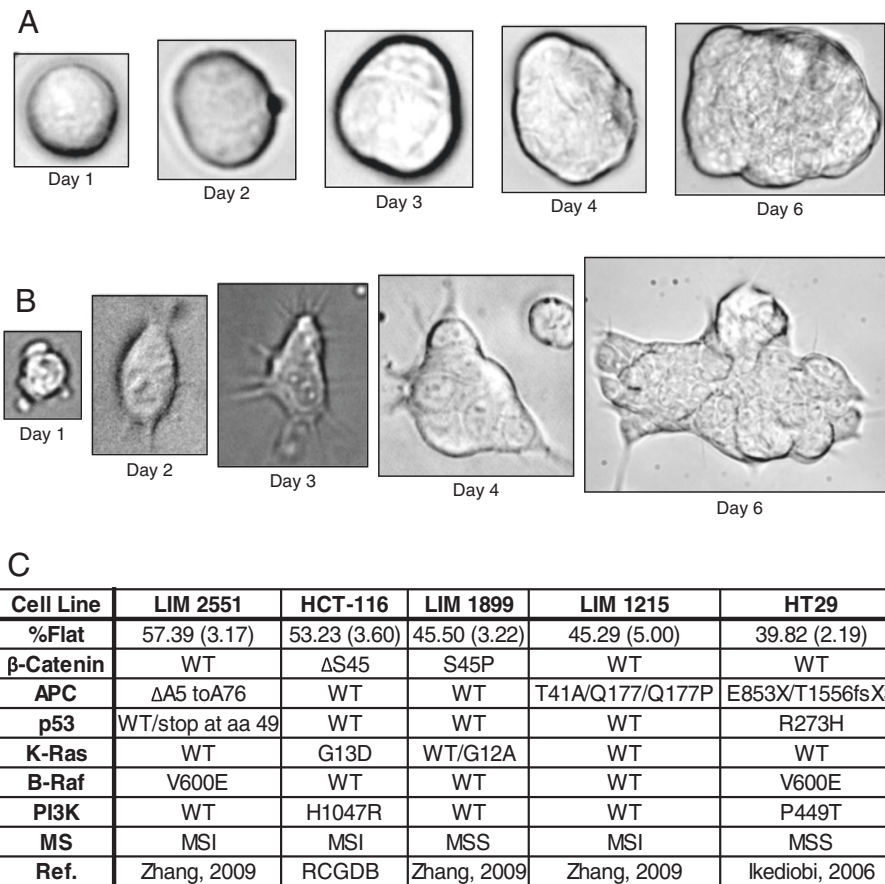 A
Day 1
Day 2
Day 3
Day 4
Day 6
B
Day 1
Day 2
Day 3
Day 4
Day 6
C
Cell Line LIM 2551 HCT-116 LIM 1899 LIM 1215 HT29
%Flat 57.39 (3.17) 53.23 (3.60) 45.50 (3.22) 45.29 (5.00) 39.82 (2.19)
β-Catenin WT ΔS45 S45P WT WT
APC ΔA5 toA76 WT WT T41A/Q177/Q177P E853X/T1556fsX
p53 WT/stop at aa 49 WT WT WT R273H
K-Ras WT G13D WT/G12A WT WT
B-Raf V600E WT WT WT V600E
PI3K WT H1047R WT WT P449T
MS MSI MSI MSS MSI MSS
Ref. Zhang, 2009 RCGDB Zhang, 2009 Zhang, 2009 Ikediobi, 2006